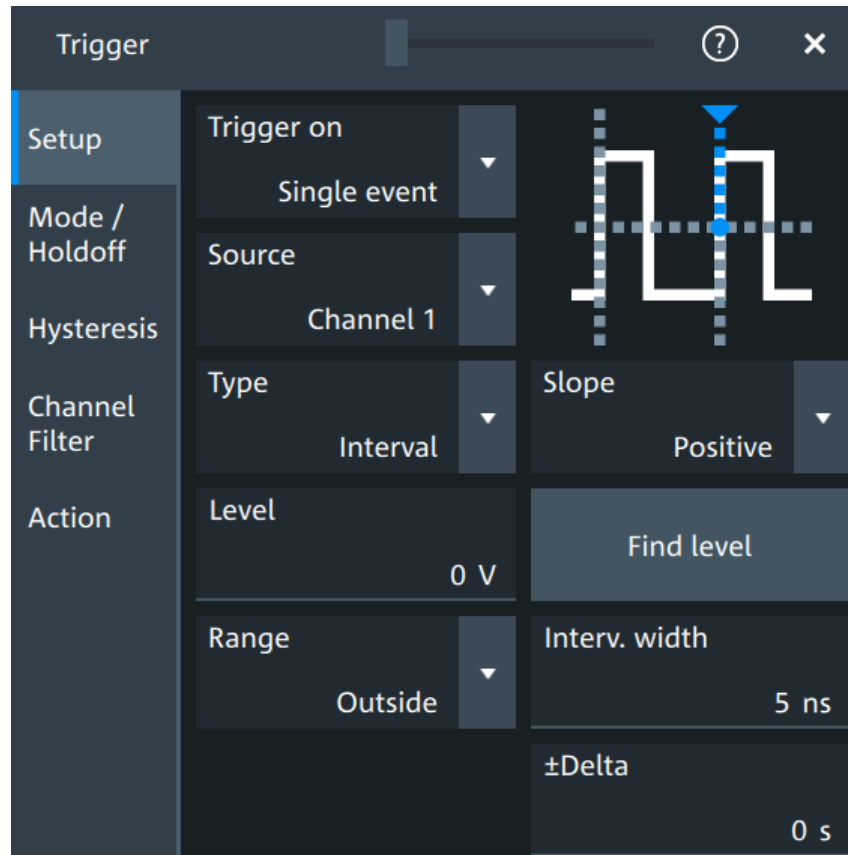 Trigger
?
Setup
Mode /
Holdoff
Hysteresis
Channel
Filter
Action
Trigger on
Single event
Source
Channel 1
Type
Interval
Slope
Positive
Level
0 V
Find level
Range
Outside
Interv. width
5 ns
±Delta
0 s